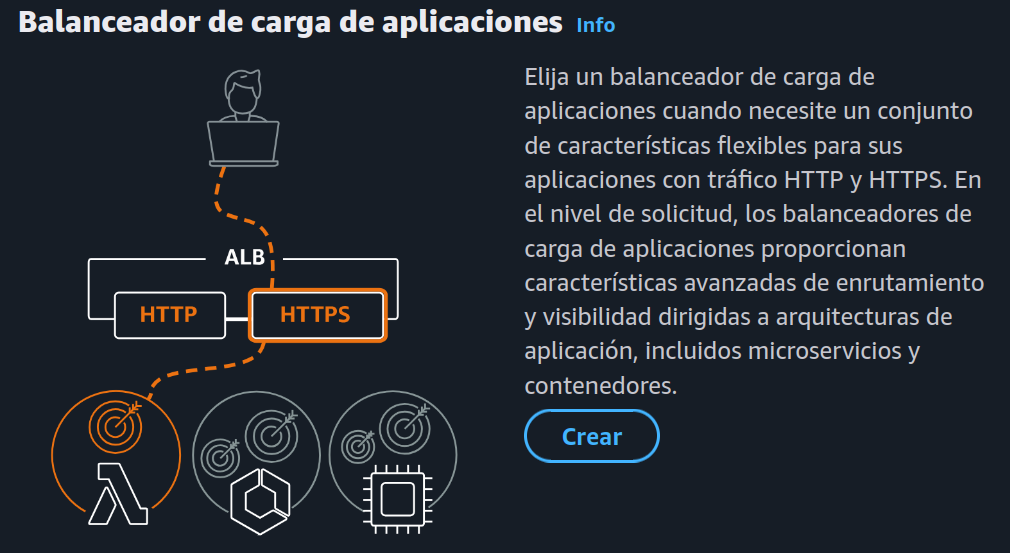 Balanceador de carga de aplicaciones Info
Elija un balanceador de carga de
aplicaciones cuando necesite un conjunto
de características flexibles para sus
aplicaciones con tráfico HTTP y HTTPS. En
el nivel de solicitud, los balanceadores de
carga de aplicaciones proporcionan
características avanzadas de enrutamiento
y visibilidad dirigidas a arquitecturas de
aplicación, incluidos microservicios y
contenedores.
Crear
ALB
HTTP HTTPS